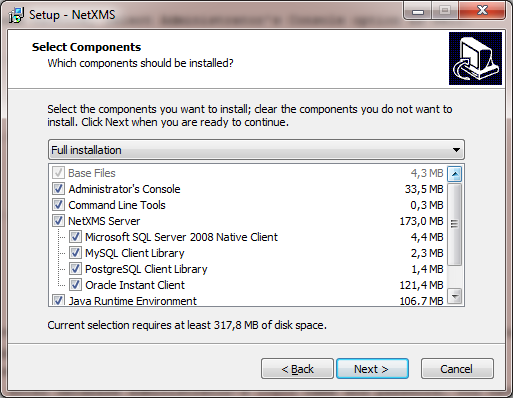 Setup - NetXMS
Select Components
Which components should be installed?
Select the components you want to install; clear the components you do not want to
install. Click Next when you are ready to continue.
Full installation
Base Files 4,3 MB
Administrator's Console 33,5 MB
Command Line Tools 0,3 MB
NetXMS Server 173,0 MB
Microsoft SQL Server 2008 Native Client 4,4 MB
MySQL Client Library 2,3 MB
PostgreSQL Client Library 1,4 MB
Oracle Instant Client 121,4 MB
Java Runtime Environment 106,7 MB
Current selection requires at least 317,8 MB of disk space.
< Back Next > Cancel